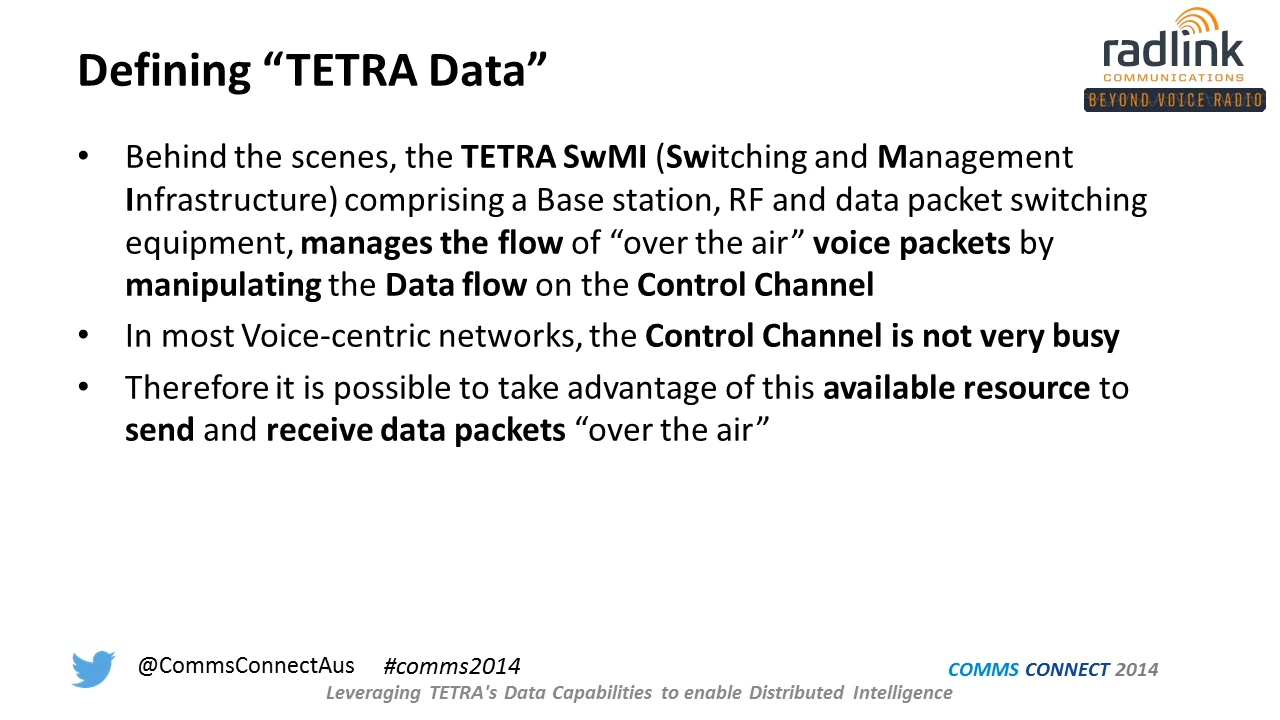 Defining “TETRA Data”
radlink
COMMUNICATIONS
BEYOND VOICE RADIO
• Behind the scenes, the TETRA SwMI (Switching and Management
Infrastructure) comprising a Base station, RF and data packet switching
equipment, manages the flow of “over the air” voice packets by
manipulating the Data flow on the Control Channel
• In most Voice-centric networks, the Control Channel is not very busy
• Therefore it is possible to take advantage of this available resource to
send and receive data packets “over the air”
@CommsConnectAus #comms2014
COMMS CONNECT 2014
Leveraging TETRA's Data Capabilities to enable Distributed Intelligence